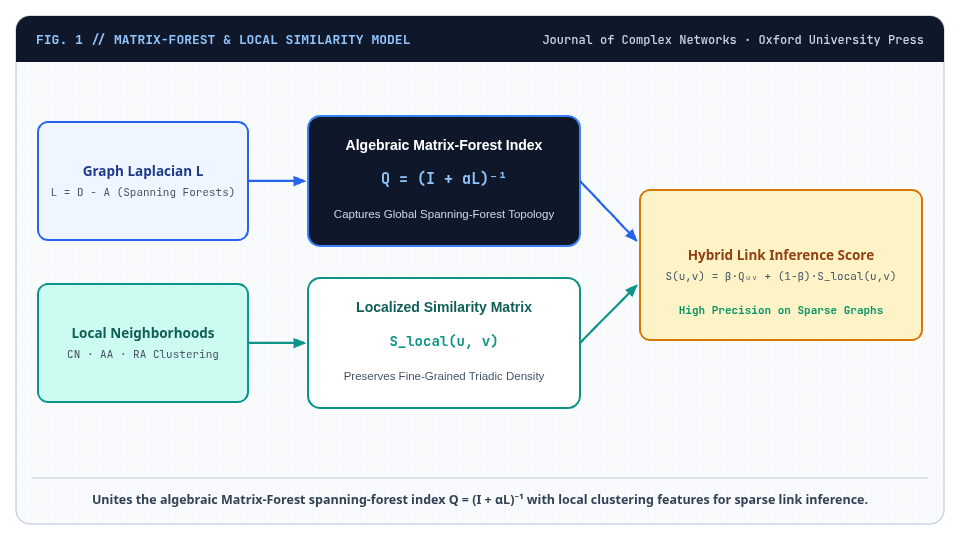 FIG. 1 // MATRIX-FOREST & LOCAL SIMILARITY MODEL
Journal of Complex Networks · Oxford University Press
Graph Laplacian L
L = D - A (Spanning Forests)
Algebraic Matrix-Forest Index
Q = (I + αL)⁻¹
Captures Global Spanning-Forest Topology
Local Neighborhoods
CN · AA · RA Clustering
Localized Similarity Matrix
S_local(u, v)
Preserves Fine-Grained Triadic Density
Hybrid Link Inference Score
S(u,v) = β·Qᵤᵥ + (1-β)·S_local(u,v)
High Precision on Sparse Graphs
Unites the algebraic Matrix-Forest spanning-forest index Q = (I + αL)⁻¹ with local clustering features for sparse link inference.